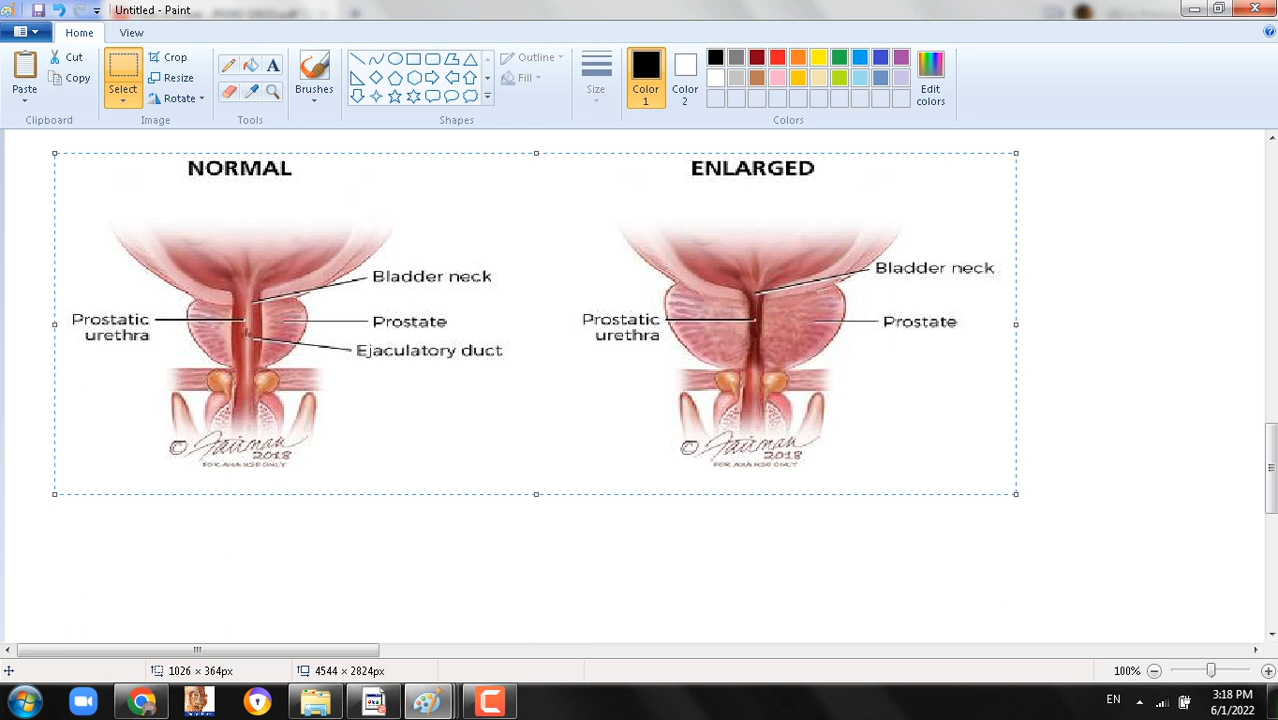 Untitled - Paint
Home
View
Paste
Cut
Copy
Clipboard
Select
Crop
Resize
Rotate
Image
A
Tools
Brushes
Shapes
Outline
Fill
Size
Color 1
Color 2
Edit colors
Colors
NORMAL
Bladder neck
Prostatic
urethra
Prostate
Ejaculatory duct
© Fairman
2018
ENLARGED
Bladder neck
Prostatic
urethra
Prostate
© Fairman
2018
1026 × 364px
4544 × 2824px
100%
EN
3:18 PM
6/1/2022